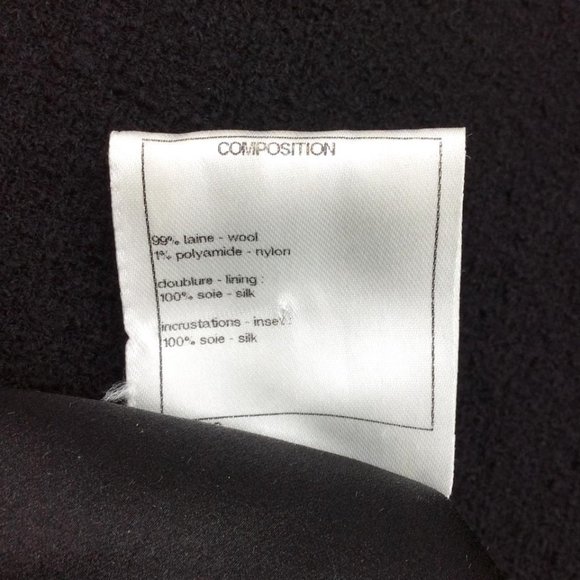 COMPOSITION
99% laine - wool
1% polyamide - nylon
doublure - lining :
100% soie - silk
incrustations - inset :
100% soie - silk